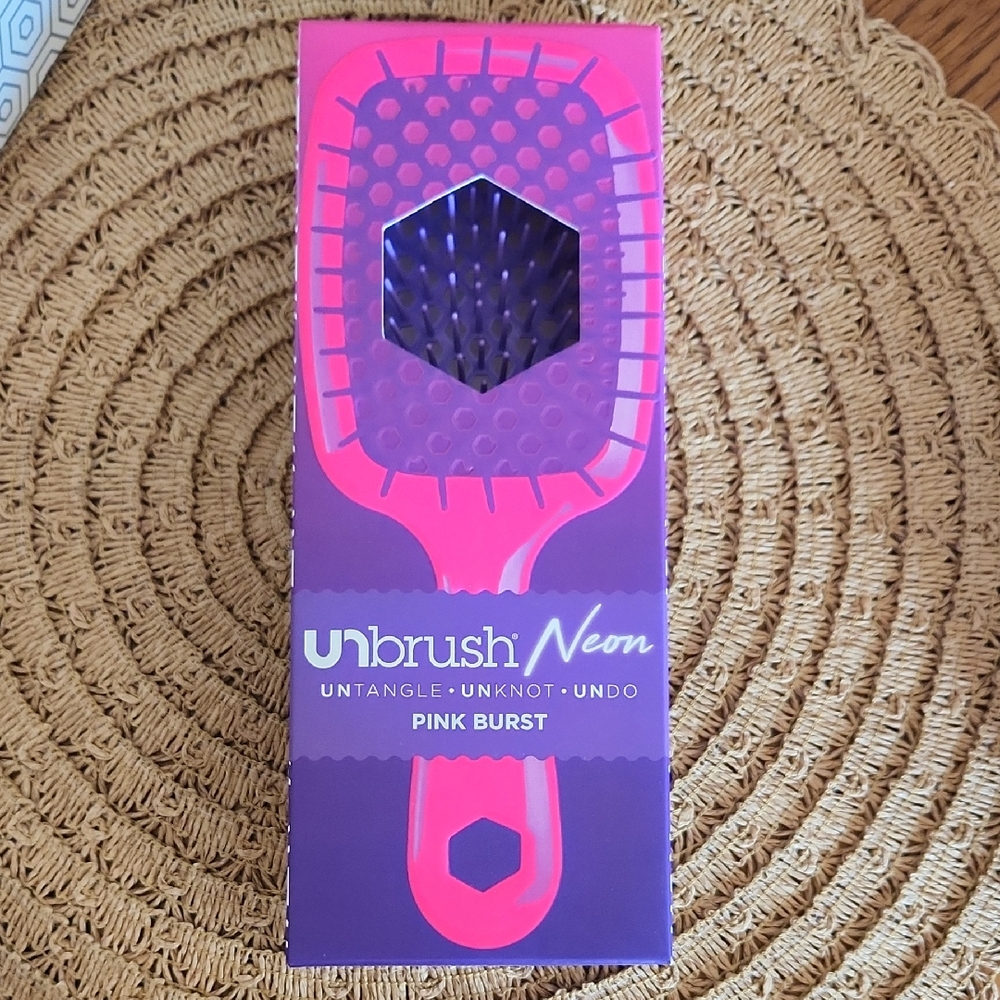 unbrush® Neon
UNTANGLE • UNKNOT • UNDO
PINK BURST